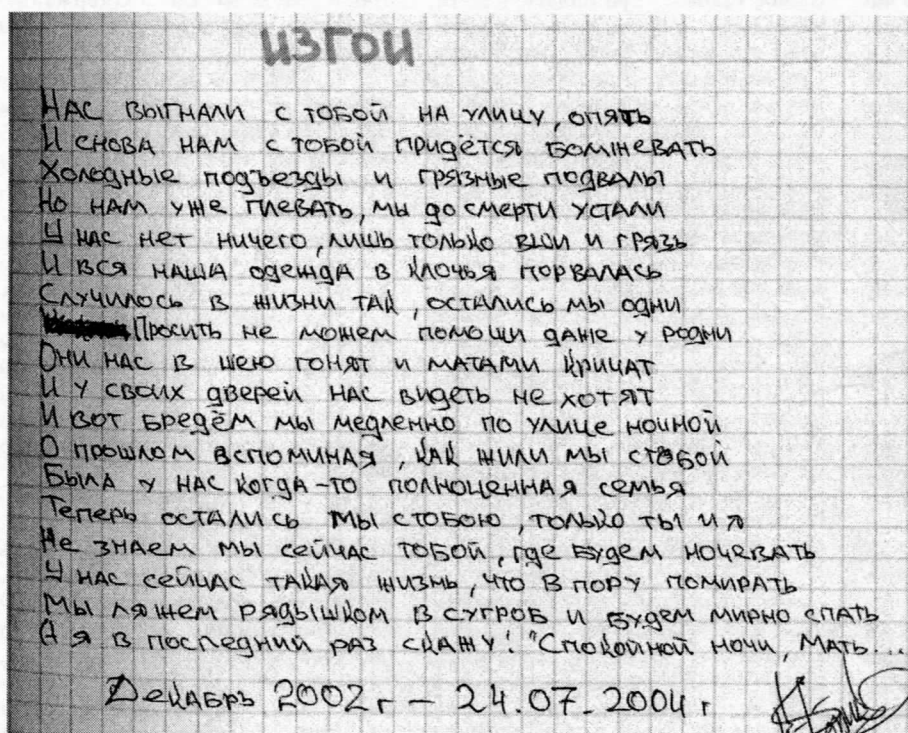 ИЗГОИ
Нас выгнали с тобой на улицу, опять
И снова нам с тобой придётся бомжевать
Холодные подъезды и грязные подвалы
Но нам уже плевать, мы до смерти устали
У нас нет ничего, лишь только вши и грязь
И вся наша одежда в клочья порвалась
Случилось в жизни так, остались мы одни
Просить не можем помощи даже у родни
Они нас в шею гонят и матами кричат
И у своих дверей нас видеть не хотят
И вот бредём мы медленно по улице ночной
О прошлом вспоминая, как жили мы стобой
Была у нас когда-то полноценная семья
Теперь остались мы стобою, только ты и я
Не знаем мы сейчас тобой, где будем ночевать
У нас сейчас такая жизнь, что в пору помирать
Мы ляжем рядышком в сугроб и будем мирно спать
А я в последний раз скажу! "Спокойной ночи, Мать...
Декабрь 2002 г – 24.07.2004 г